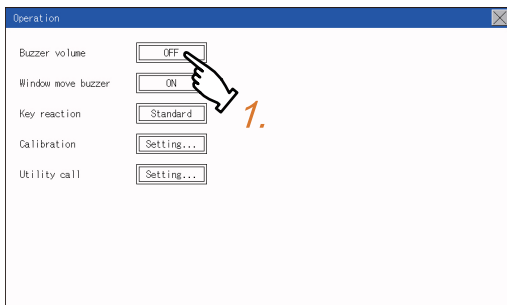 Operation
Buzzer volume OFF
Window move buzzer ON
Key reaction Standard
1.
Calibration Setting...
Utility call Setting...